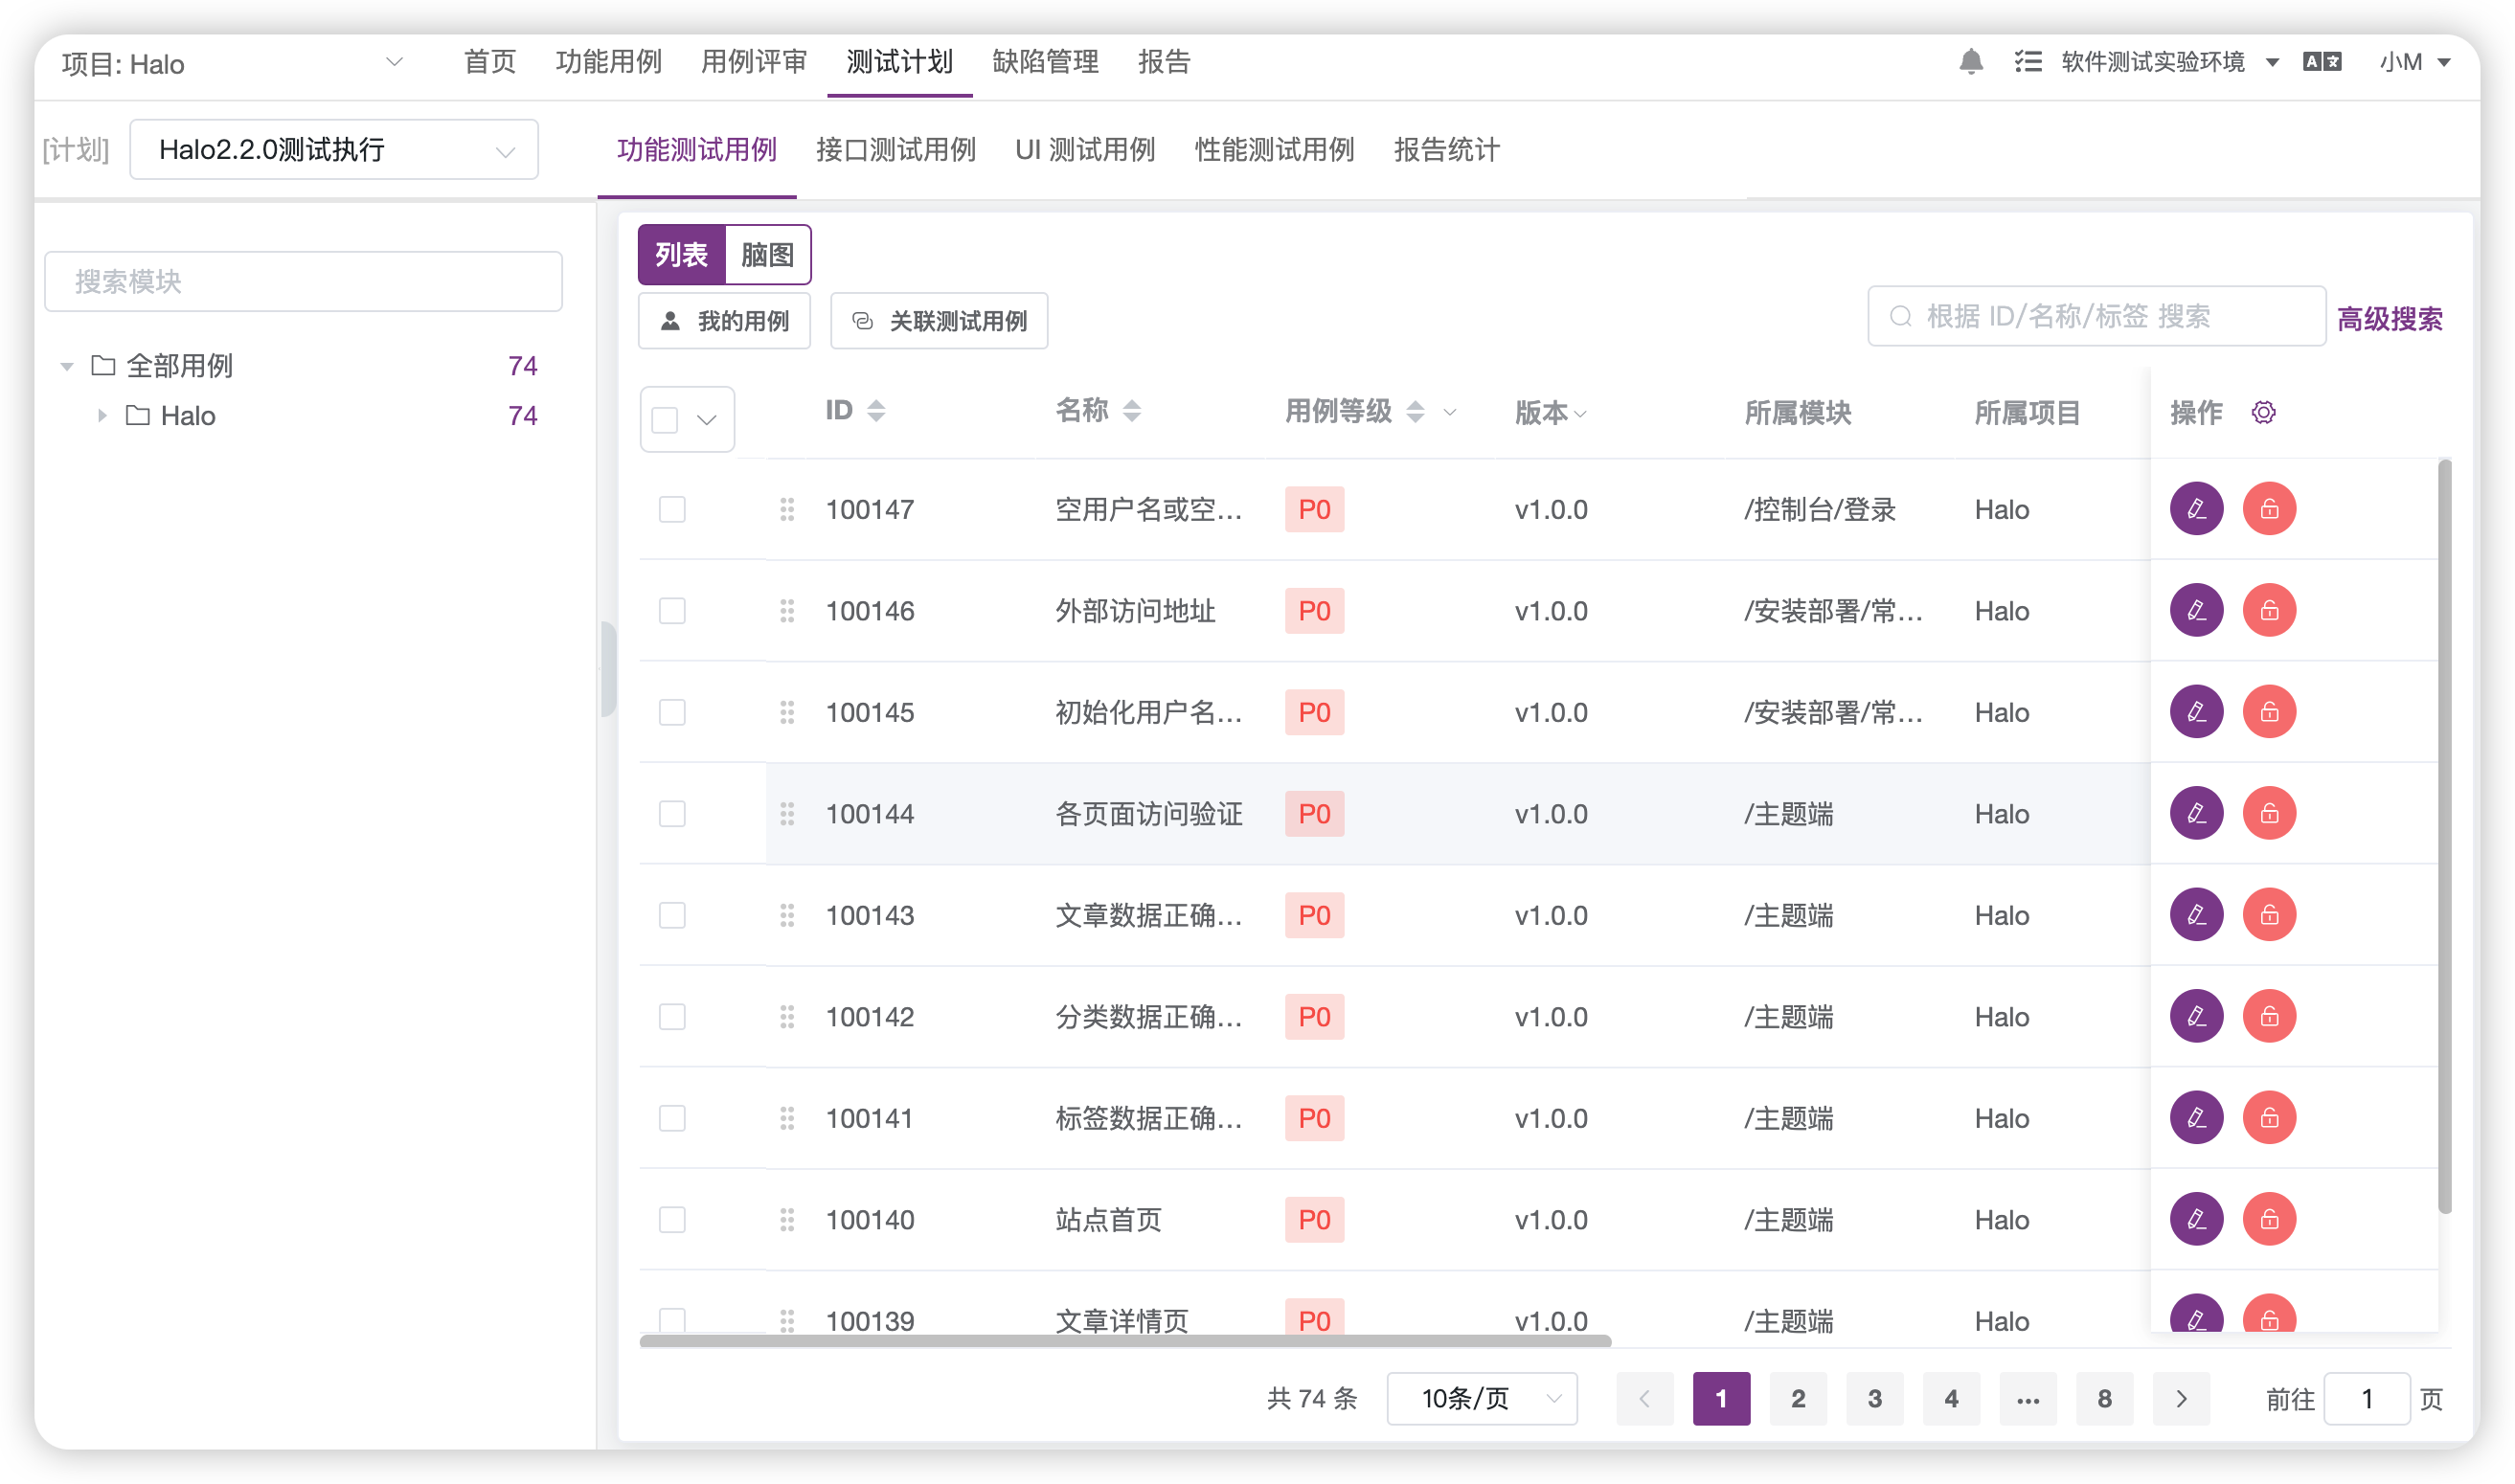 项目: Halo 首页 功能用例 用例评审 测试计划 缺陷管理 报告 软件测试实验环境 小M
[计划] Halo2.2.0测试执行 功能测试用例 接口测试用例 UI 测试用例 性能测试用例 报告统计
搜索模块
全部用例 74
Halo 74
列表 脑图
我的用例 关联测试用例 根据 ID/名称/标签 搜索 高级搜索
ID 名称 用例等级 版本 所属模块 所属项目 操作
100147 空用户名或空... P0 v1.0.0 /控制台/登录 Halo
100146 外部访问地址 P0 v1.0.0 /安装部署/常... Halo
100145 初始化用户名... P0 v1.0.0 /安装部署/常... Halo
100144 各页面访问验证 P0 v1.0.0 /主题端 Halo
100143 文章数据正确... P0 v1.0.0 /主题端 Halo
100142 分类数据正确... P0 v1.0.0 /主题端 Halo
100141 标签数据正确... P0 v1.0.0 /主题端 Halo
100140 站点首页 P0 v1.0.0 /主题端 Halo
100139 文章详情页 P0 v1.0.0 /主题端 Halo
共 74 条 10条/页 1 2 3 4 ... 8 前往 1 页